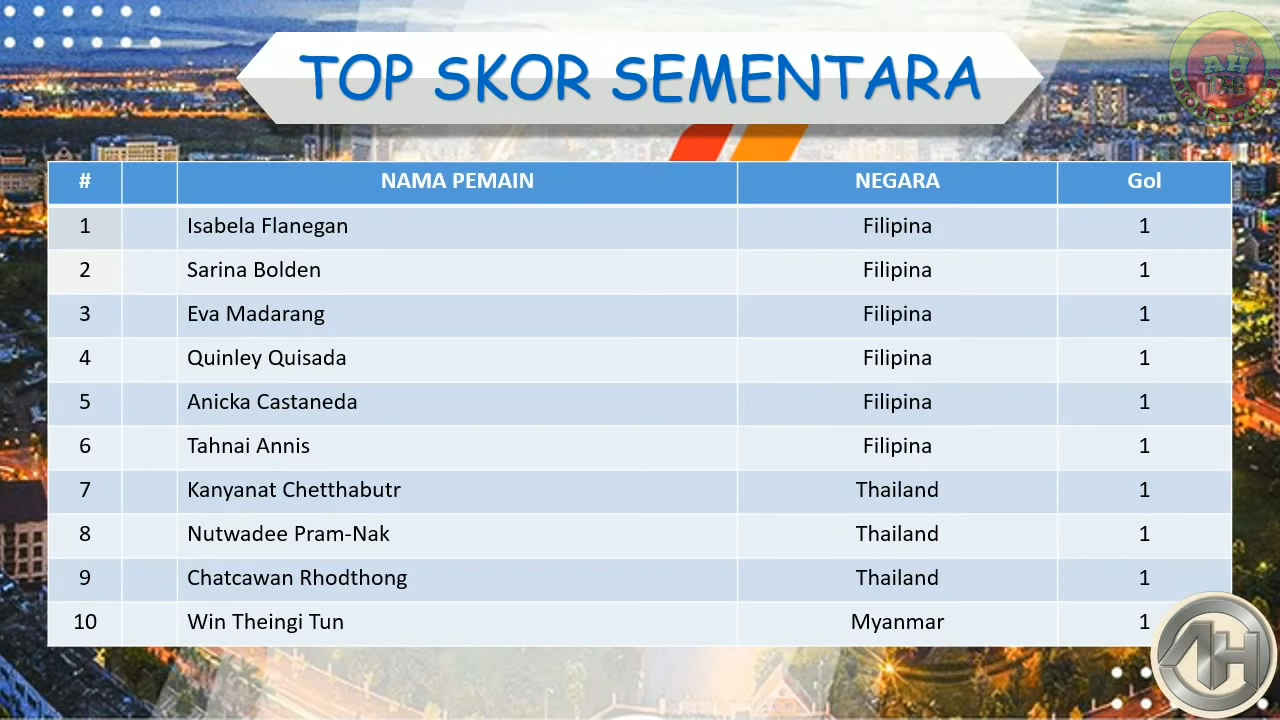 TOP SKOR SEMENTARA
# NAMA PEMAIN NEGARA Gol
1 Isabela Flanegan Filipina 1
2 Sarina Bolden Filipina 1
3 Eva Madarang Filipina 1
4 Quinley Quisada Filipina 1
5 Anicka Castaneda Filipina 1
6 Tahnai Annis Filipina 1
7 Kanyanat Chetthabutr Thailand 1
8 Nutwadee Pram-Nak Thailand 1
9 Chatcawan Rhodthong Thailand 1
10 Win Theingi Tun Myanmar 1
AH